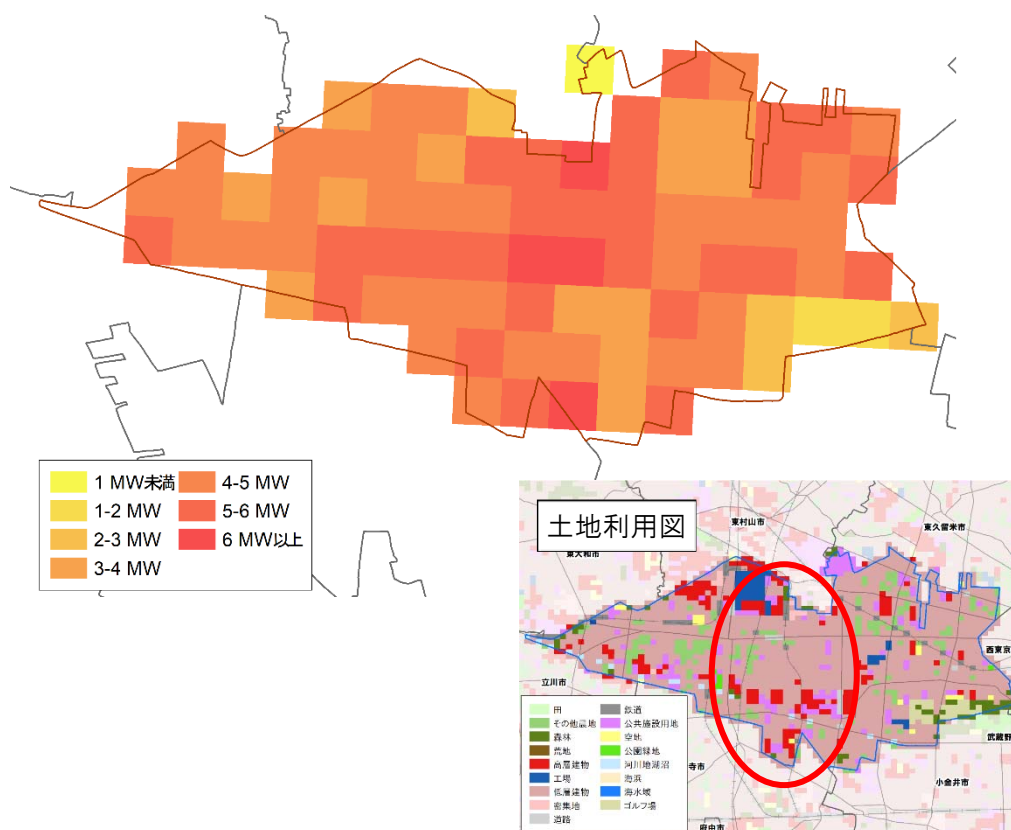 1 MW未満
1-2 MW
2-3 MW
3-4 MW
4-5 MW
5-6 MW
6 MW以上
土地利用図
東村山市
東久留米市
東大和市
西東京
立川市
武蔵野
寺市
小金井市
府中市
田
その他農地
森林
荒地
高層建物
工場
低層建物
密集地
道路
鉄道
公共施設用地
空地
公園緑地
河川地湖沼
海浜
海水域
ゴルフ場